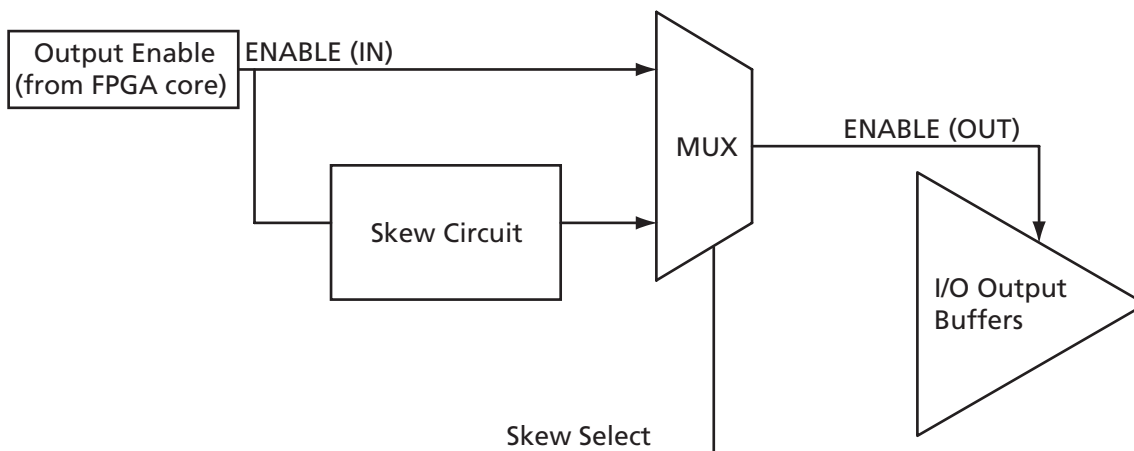 Output Enable
(from FPGA core)
ENABLE (IN)
MUX
ENABLE (OUT)
Skew Circuit
I/O Output
Buffers
Skew Select